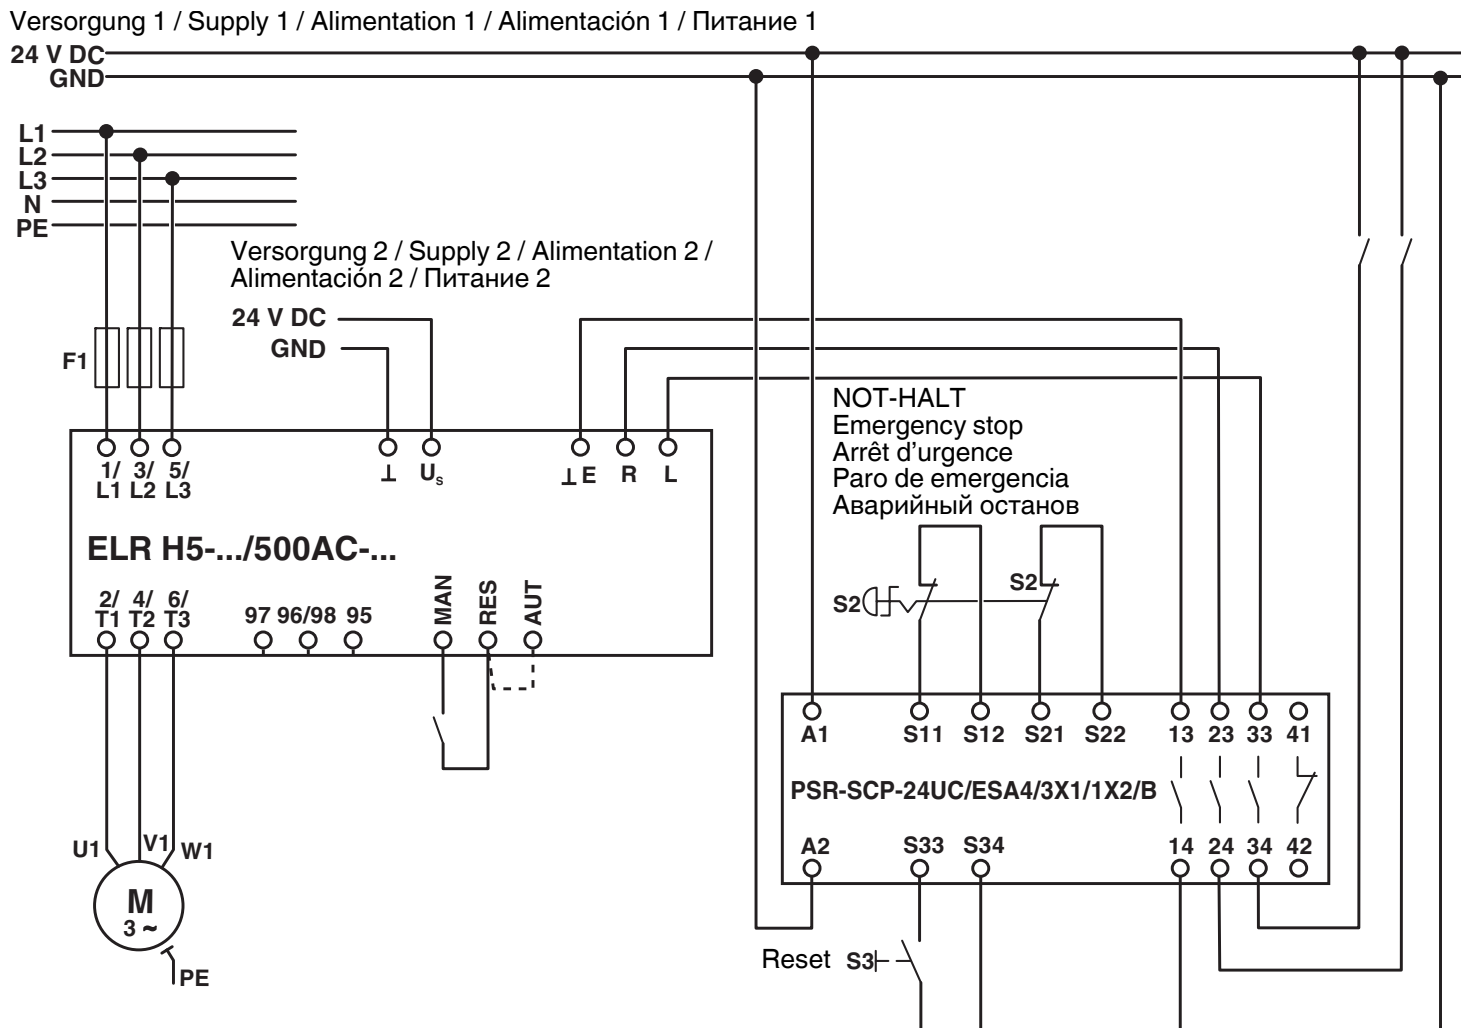 Versorgung 1 / Supply 1 / Alimentation 1 / Alimentación 1 / Питание 1
24 V DC
GND
L1
L2
L3
N
PE
Versorgung 2 / Supply 2 / Alimentation 2 /
Alimentación 2 / Питание 2
24 V DC
GND
F1
NOT-HALT
Emergency stop
Arrêt d'urgence
Paro de emergencia
Аварийный останов
1/ 3/ 5/
L1 L2 L3
⊥ Us ⊥E R L
ELR H5-.../500AC-...
2/ 4/ 6/
T1 T2 T3
97 96/98 95
MAN
RES
AUT
S2
S2
A1 S11 S12 S21 S22 13 23 33 41
PSR-SCP-24UC/ESA4/3X1/1X2/B
A2 S33 S34 14 24 34 42
U1 V1 W1
M
3 ~
PE
Reset S3